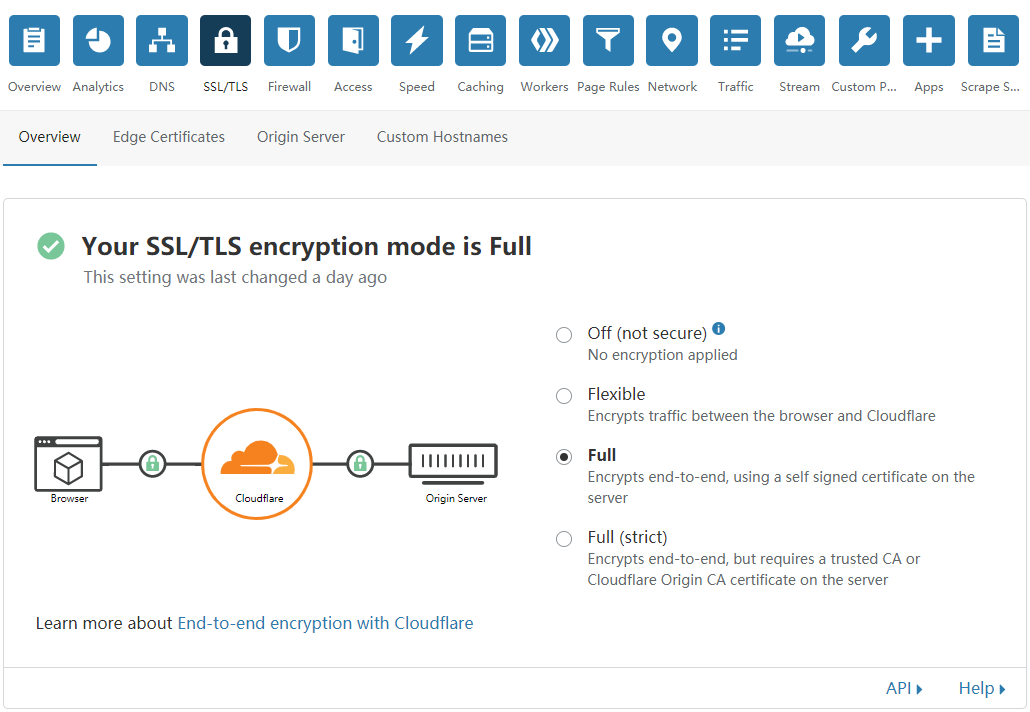 Overview Analytics DNS SSL/TLS Firewall Access Speed Caching Workers Page Rules Network Traffic Stream Custom P... Apps Scrape S...
Overview Edge Certificates Origin Server Custom Hostnames
Your SSL/TLS encryption mode is Full
This setting was last changed a day ago
Off (not secure)
No encryption applied
Flexible
Encrypts traffic between the browser and Cloudflare
Full
Encrypts end-to-end, using a self signed certificate on the
server
Full (strict)
Encrypts end-to-end, but requires a trusted CA or
Cloudflare Origin CA certificate on the server
Browser Cloudflare Origin Server
Learn more about End-to-end encryption with Cloudflare
API Help